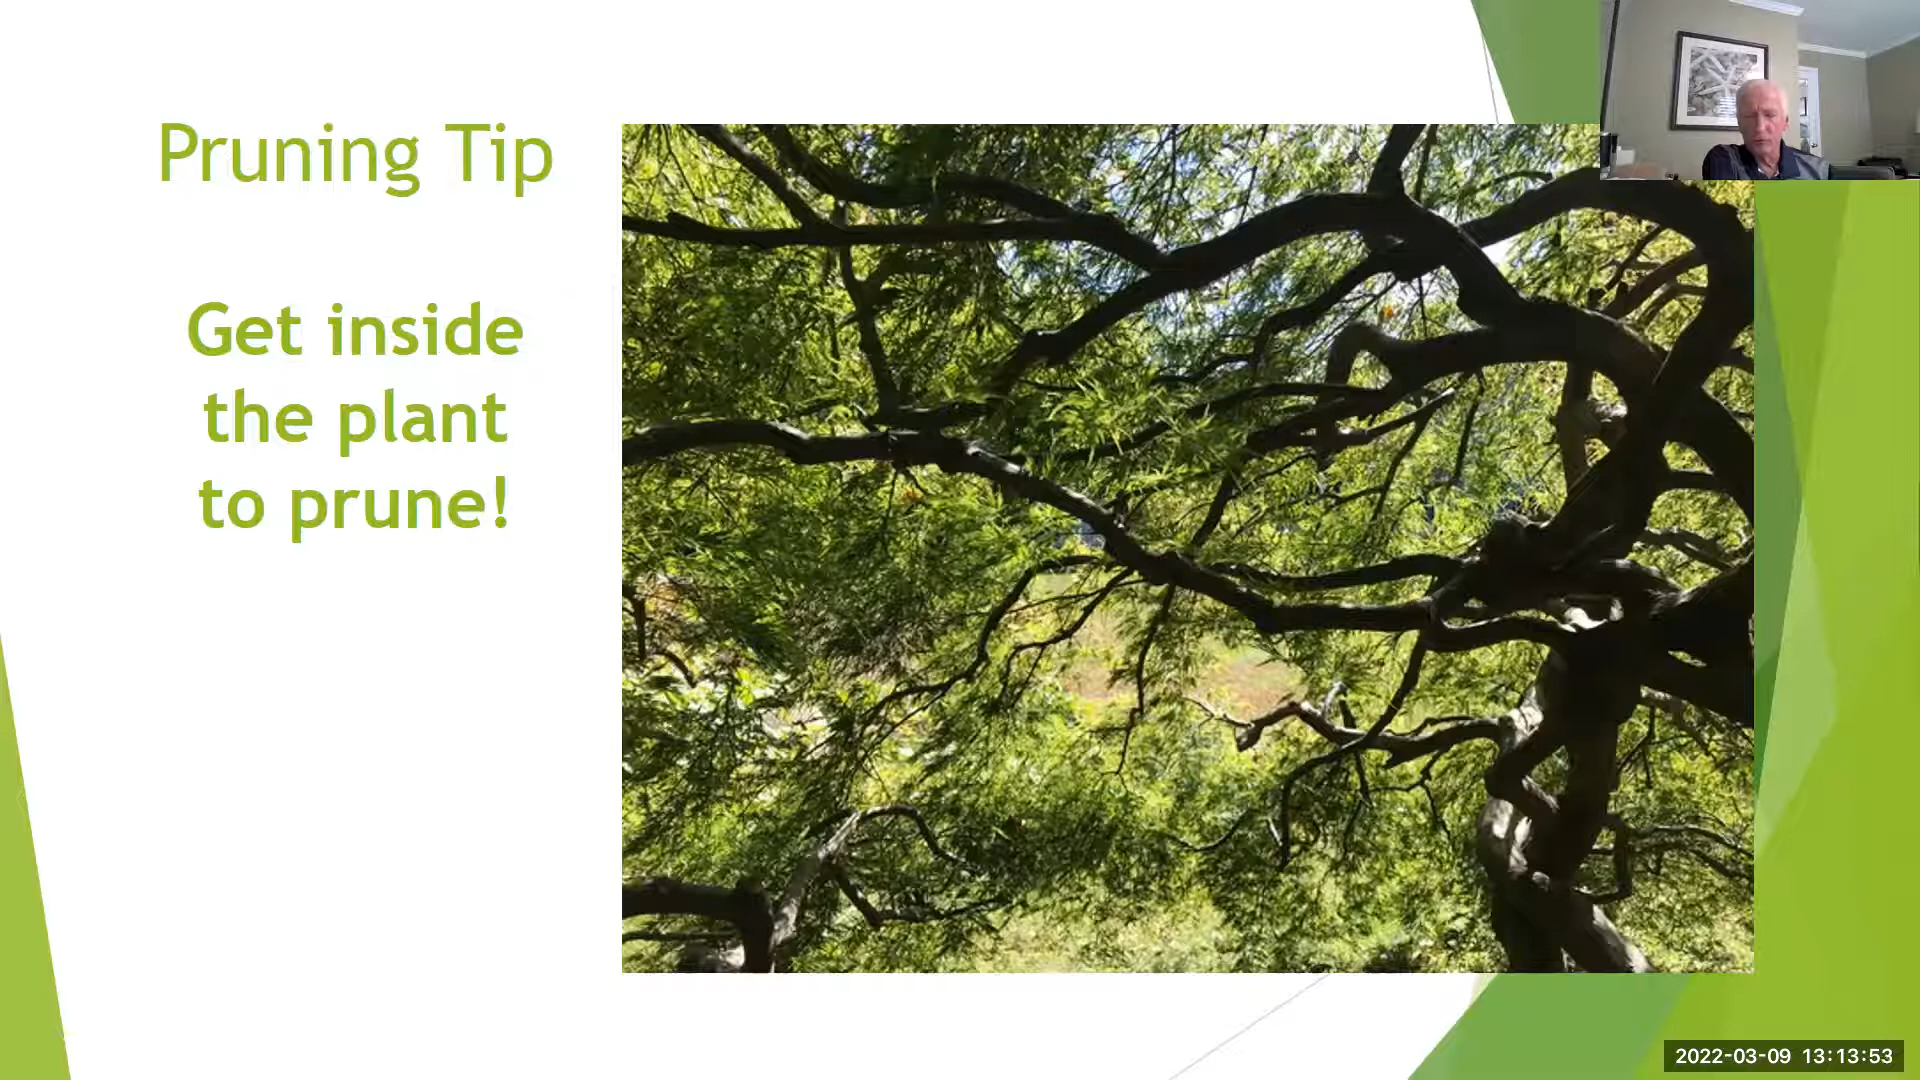 Pruning Tip
Get inside
the plant
to prune!
2022-03-09 13:13:53